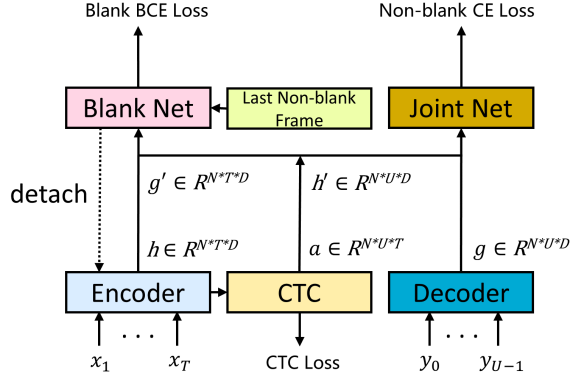 Blank BCE Loss
Non-blank CE Loss
Blank Net
Last Non-blank
Frame
Joint Net
detach
g′ ∈ R^{N*T*D}
h′ ∈ R^{N*U*D}
h ∈ R^{N*T*D}
a ∈ R^{N*U*T}
g ∈ R^{N*U*D}
Encoder
CTC
Decoder
x_1
· · ·
x_T
CTC Loss
y_0
· · ·
y_{U−1}